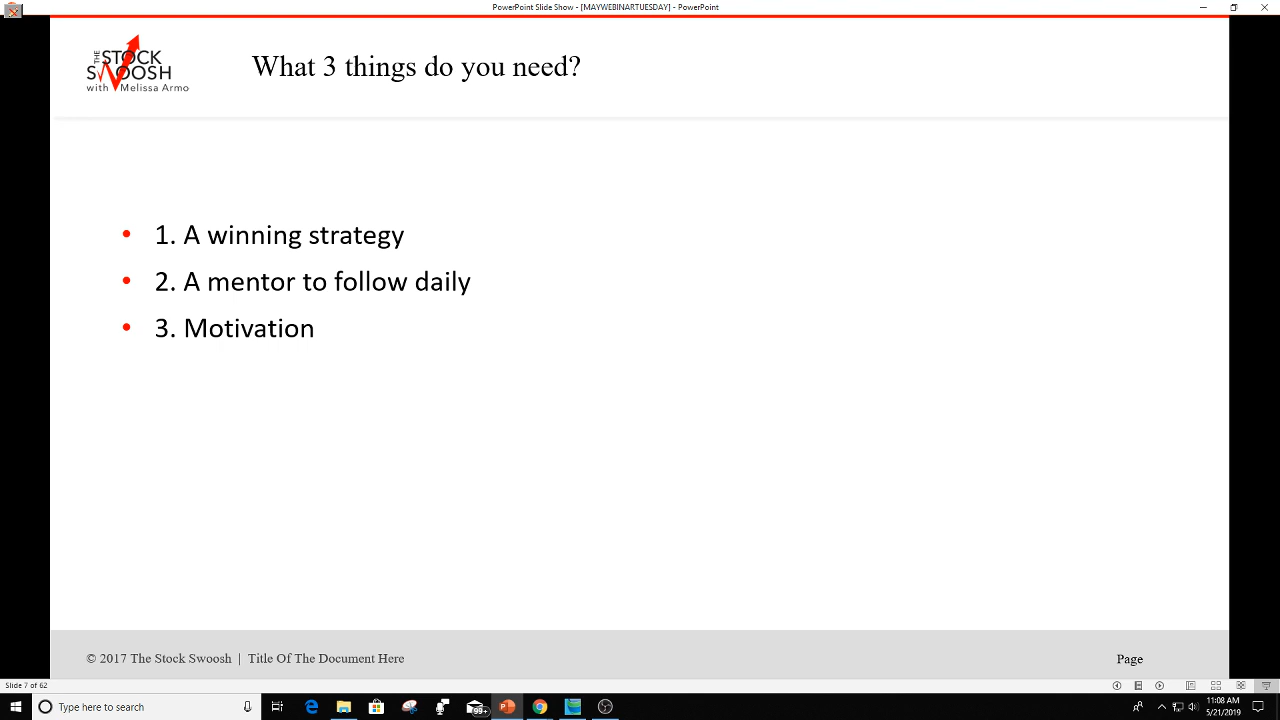 PowerPoint Slide Show - [MAYWEBINARTUESDAY] - PowerPoint
THE STOCK
SWOOSH
with Melissa Armo
What 3 things do you need?
• 1. A winning strategy
• 2. A mentor to follow daily
• 3. Motivation
© 2017 The Stock Swoosh | Title Of The Document Here
Page
Slide 7 of 62
Type here to search
99+
11:08 AM
5/21/2019